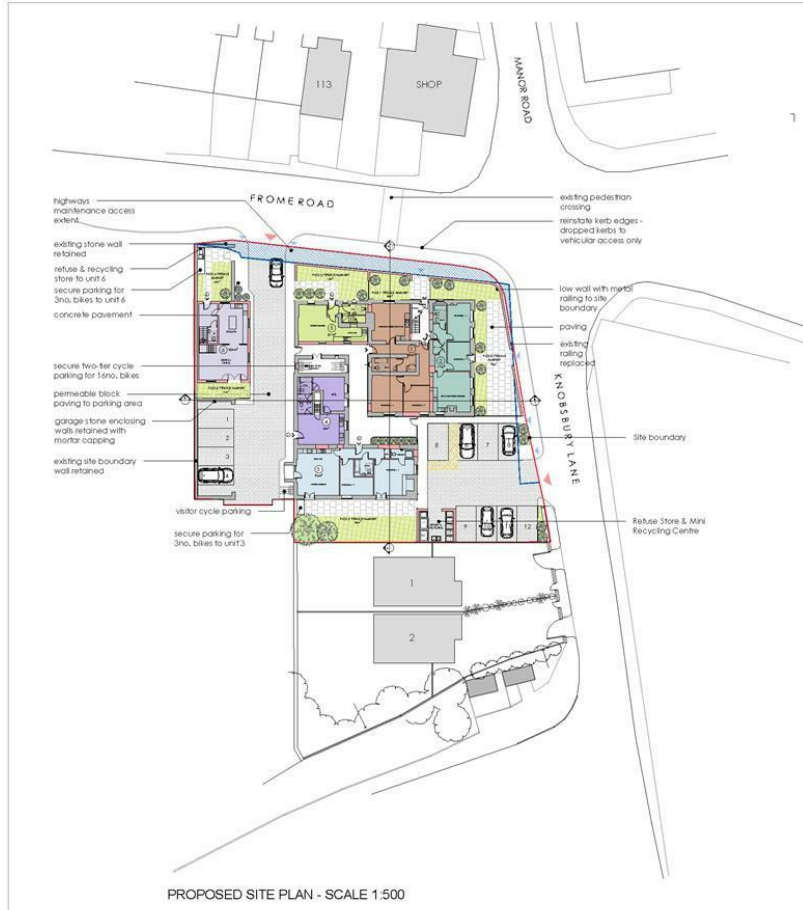 113
SHOP
MANOR ROAD
FROME ROAD
highways
maintenance access
extent
existing stone wall
retained
refuse & recycling
store to unit 6
secure parking for
3no. bikes to unit 6
concrete pavement
secure two-tier cycle
parking for 16no. bikes
permeable block
paving to parking area
garage stone enclosing
walls retained with
mortar capping
existing site boundary
wall retained
visitor cycle parking
secure parking for
3no. bikes to unit 3
existing pedestrian
crossing
reinstate kerb edges -
dropped kerbs to
vehicular access only
low wall with metal
railing to site
boundary
paving
existing
railing
replaced
KNOBSBURY LANE
Site boundary
Refuse Store & Mini
Recycling Centre
6
5
1
2
4
3
1
2
3
7
9
12
1
2
PROPOSED SITE PLAN - SCALE 1:500